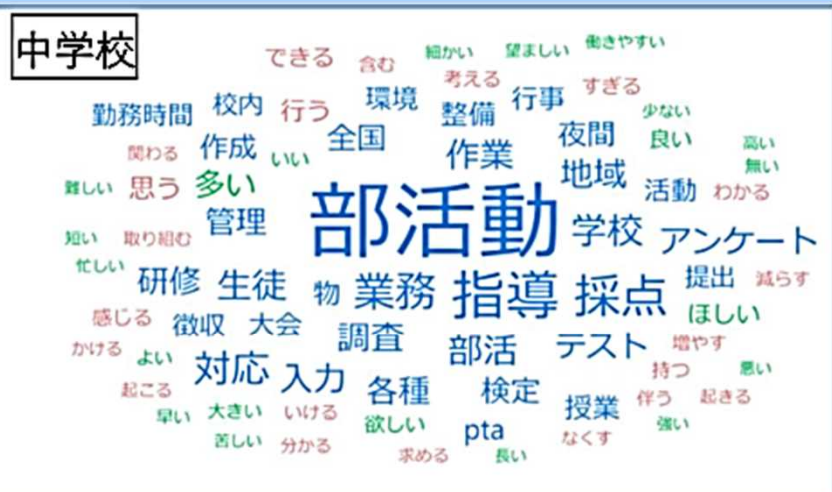 中学校
できる 含む 細かい 望ましい 働きやすい
考える すぎる
勤務時間 校内 行う 環境 整備 行事 少ない
関わる 作成 いい 全国 作業 夜間 良い 高い
無い
難しい 思う 多い 地域 活動 わかる
管理 部活動 学校 アンケート
短い 取り組む
忙しい 研修 生徒 物 業務 指導 採点 提出 減らす
感じる 徴収 大会 調査 ほしい
かける よい 部活 テスト 増やす
対応 入力 各種 検定 持つ 悪い
起こる 授業 伴う 起きる
早い 大きい いける 欲しい pta 強い
苦しい 分かる なくす
求める 長い